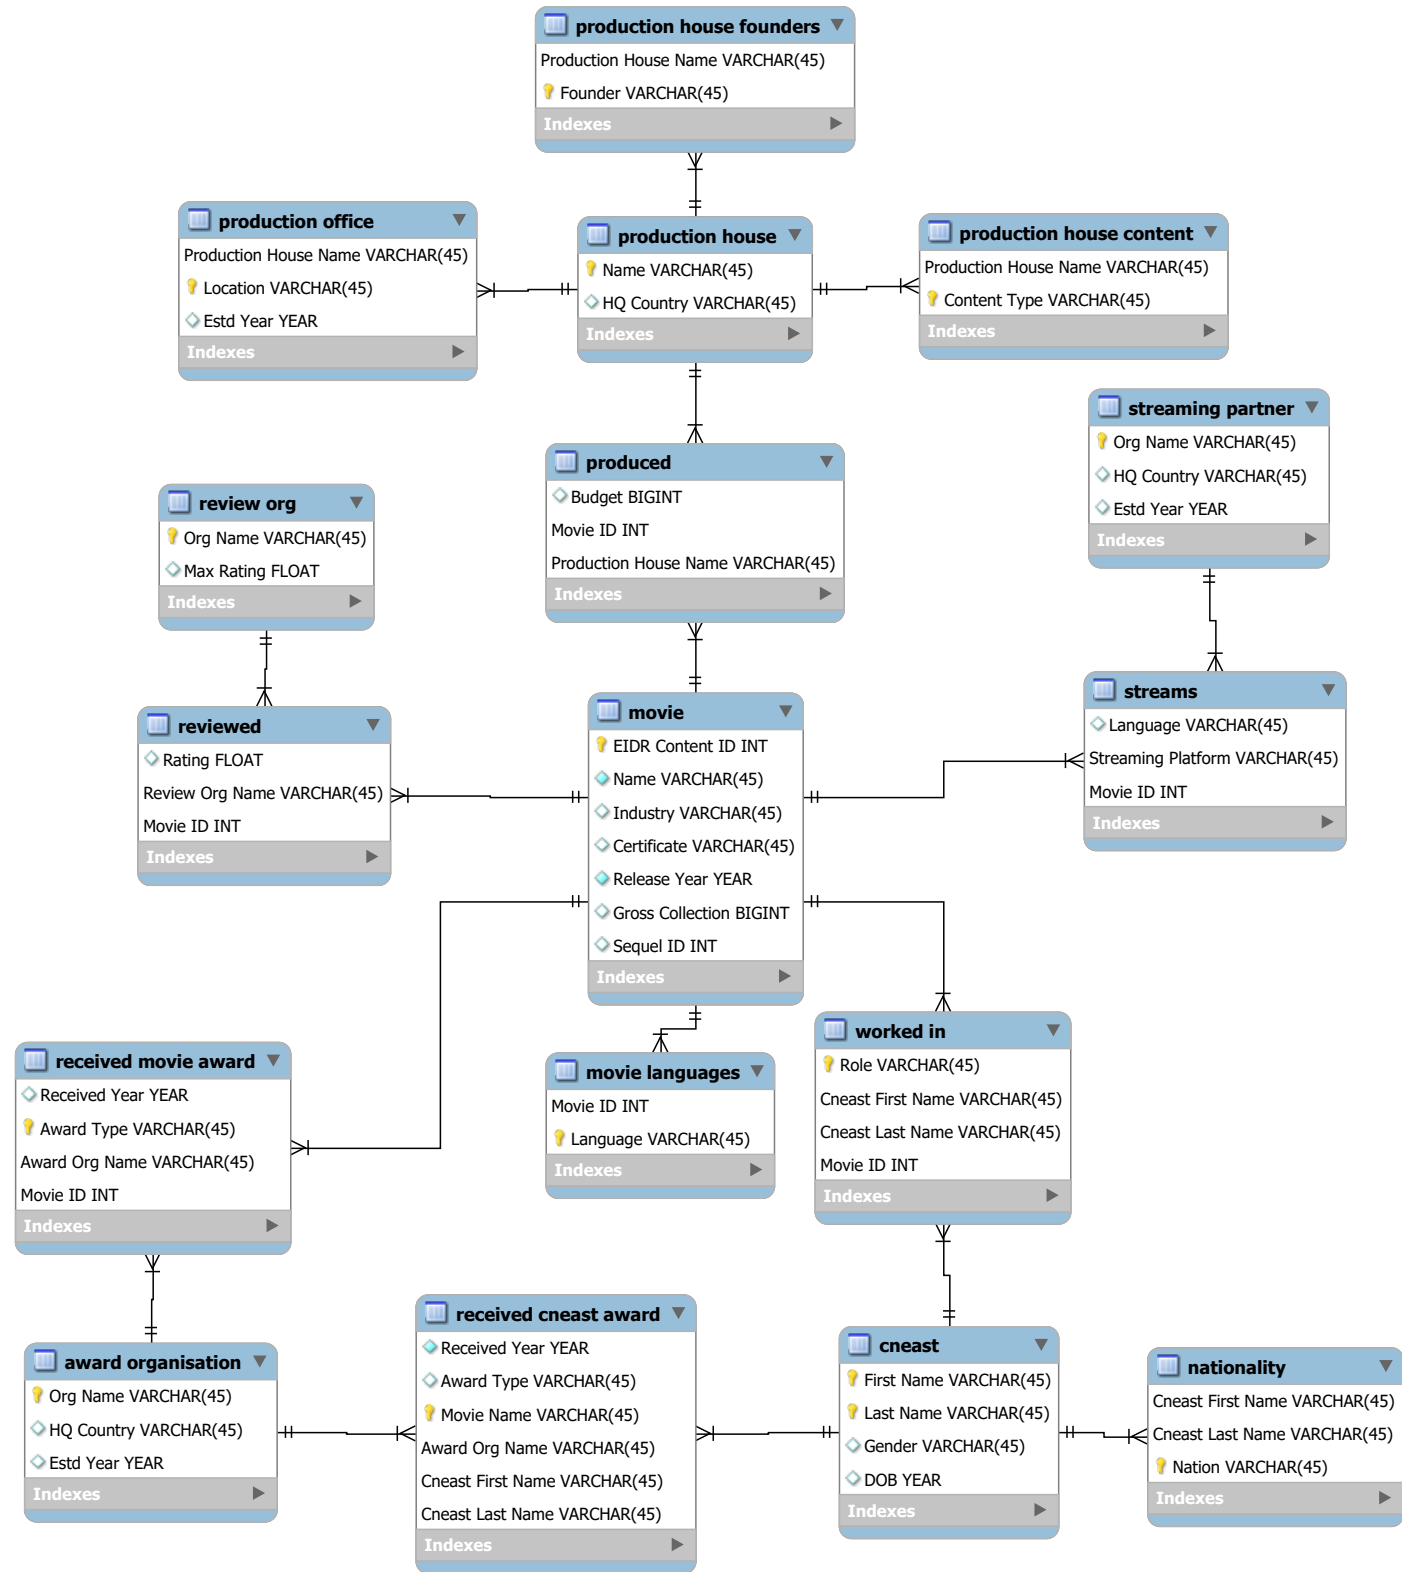 production house founders
Production House Name VARCHAR(45)
Founder VARCHAR(45)
Indexes
production office
Production House Name VARCHAR(45)
Location VARCHAR(45)
Estd Year YEAR
Indexes
production house
Name VARCHAR(45)
HQ Country VARCHAR(45)
Indexes
production house content
Production House Name VARCHAR(45)
Content Type VARCHAR(45)
Indexes
streaming partner
Org Name VARCHAR(45)
HQ Country VARCHAR(45)
Estd Year YEAR
Indexes
produced
Budget BIGINT
Movie ID INT
Production House Name VARCHAR(45)
Indexes
review org
Org Name VARCHAR(45)
Max Rating FLOAT
Indexes
reviewed
Rating FLOAT
Review Org Name VARCHAR(45)
Movie ID INT
Indexes
movie
EIDR Content ID INT
Name VARCHAR(45)
Industry VARCHAR(45)
Certificate VARCHAR(45)
Release Year YEAR
Gross Collection BIGINT
Sequel ID INT
Indexes
streams
Language VARCHAR(45)
Streaming Platform VARCHAR(45)
Movie ID INT
Indexes
received movie award
Received Year YEAR
Award Type VARCHAR(45)
Award Org Name VARCHAR(45)
Movie ID INT
Indexes
movie languages
Movie ID INT
Language VARCHAR(45)
Indexes
worked in
Role VARCHAR(45)
Cneast First Name VARCHAR(45)
Cneast Last Name VARCHAR(45)
Movie ID INT
Indexes
award organisation
Org Name VARCHAR(45)
HQ Country VARCHAR(45)
Estd Year YEAR
Indexes
received cneast award
Received Year YEAR
Award Type VARCHAR(45)
Movie Name VARCHAR(45)
Award Org Name VARCHAR(45)
Cneast First Name VARCHAR(45)
Cneast Last Name VARCHAR(45)
Indexes
cneast
First Name VARCHAR(45)
Last Name VARCHAR(45)
Gender VARCHAR(45)
DOB YEAR
Indexes
nationality
Cneast First Name VARCHAR(45)
Cneast Last Name VARCHAR(45)
Nation VARCHAR(45)
Indexes